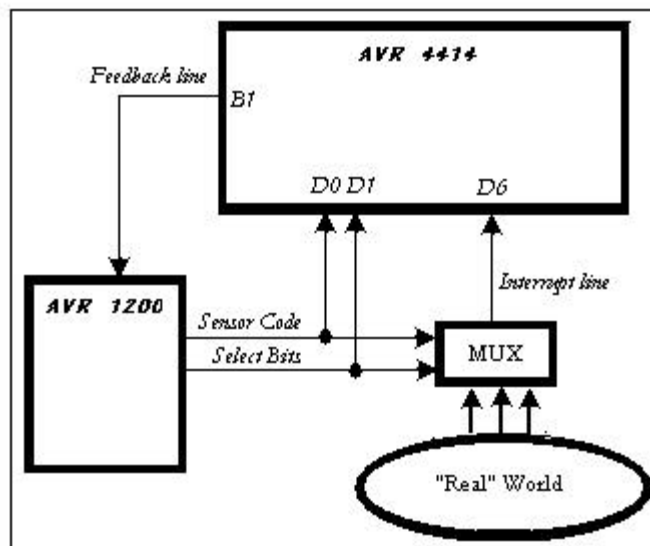 AVR 4414
Feedback line
B1
D0 D1 D6
Interrupt line
AVR 1200
Sensor Code
Select Bits
MUX
"Real" World